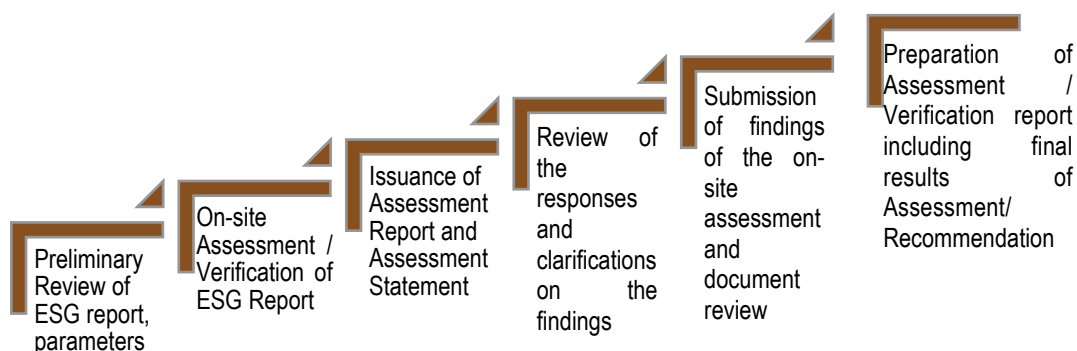 Preliminary
Review of
ESG report,
parameters
On-site
Assessment /
Verification of
ESG Report
Issuance of
Assessment
Report and
Assessment
Statement
Review of
the
responses
and
clarifications
on the
findings
Submission
of findings
of the on-
site
assessment
and
document
review
Preparation of
Assessment /
Verification report
including final
results of
Assessment/
Recommendation